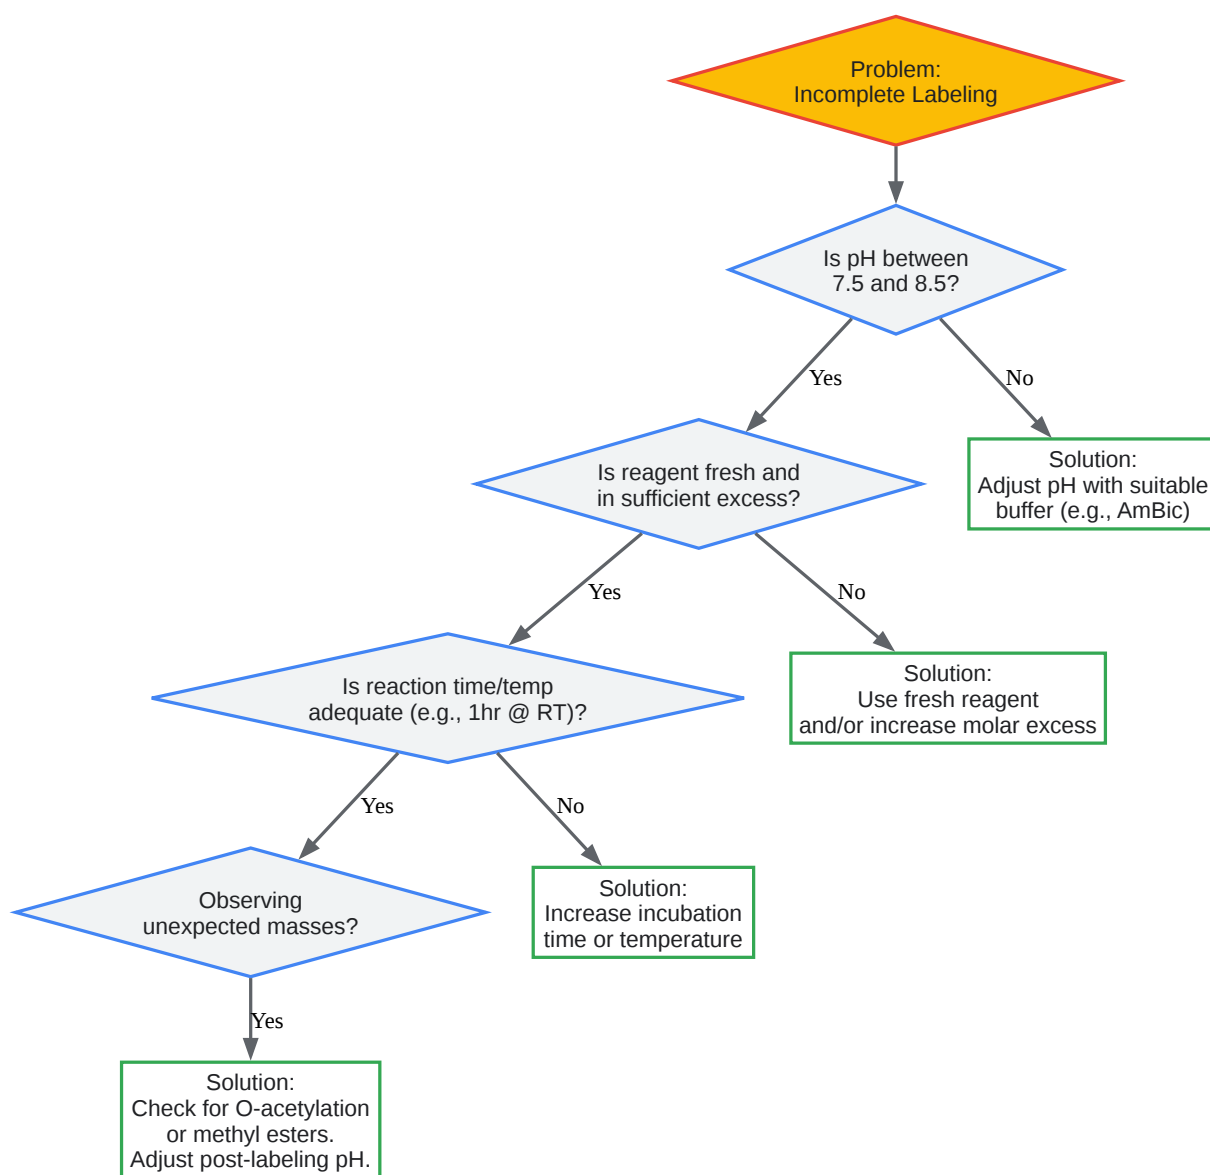 Problem:
Incomplete Labeling
Is pH between
7.5 and 8.5?
Yes
No
Is reagent fresh and
in sufficient excess?
Solution:
Adjust pH with suitable
buffer (e.g., AmBic)
Yes
No
Is reaction time/temp
adequate (e.g., 1hr @ RT)?
Solution:
Use fresh reagent
and/or increase molar excess
Yes
No
Observing
unexpected masses?
Solution:
Increase incubation
time or temperature
Yes
Solution:
Check for O-acetylation
or methyl esters.
Adjust post-labeling pH.